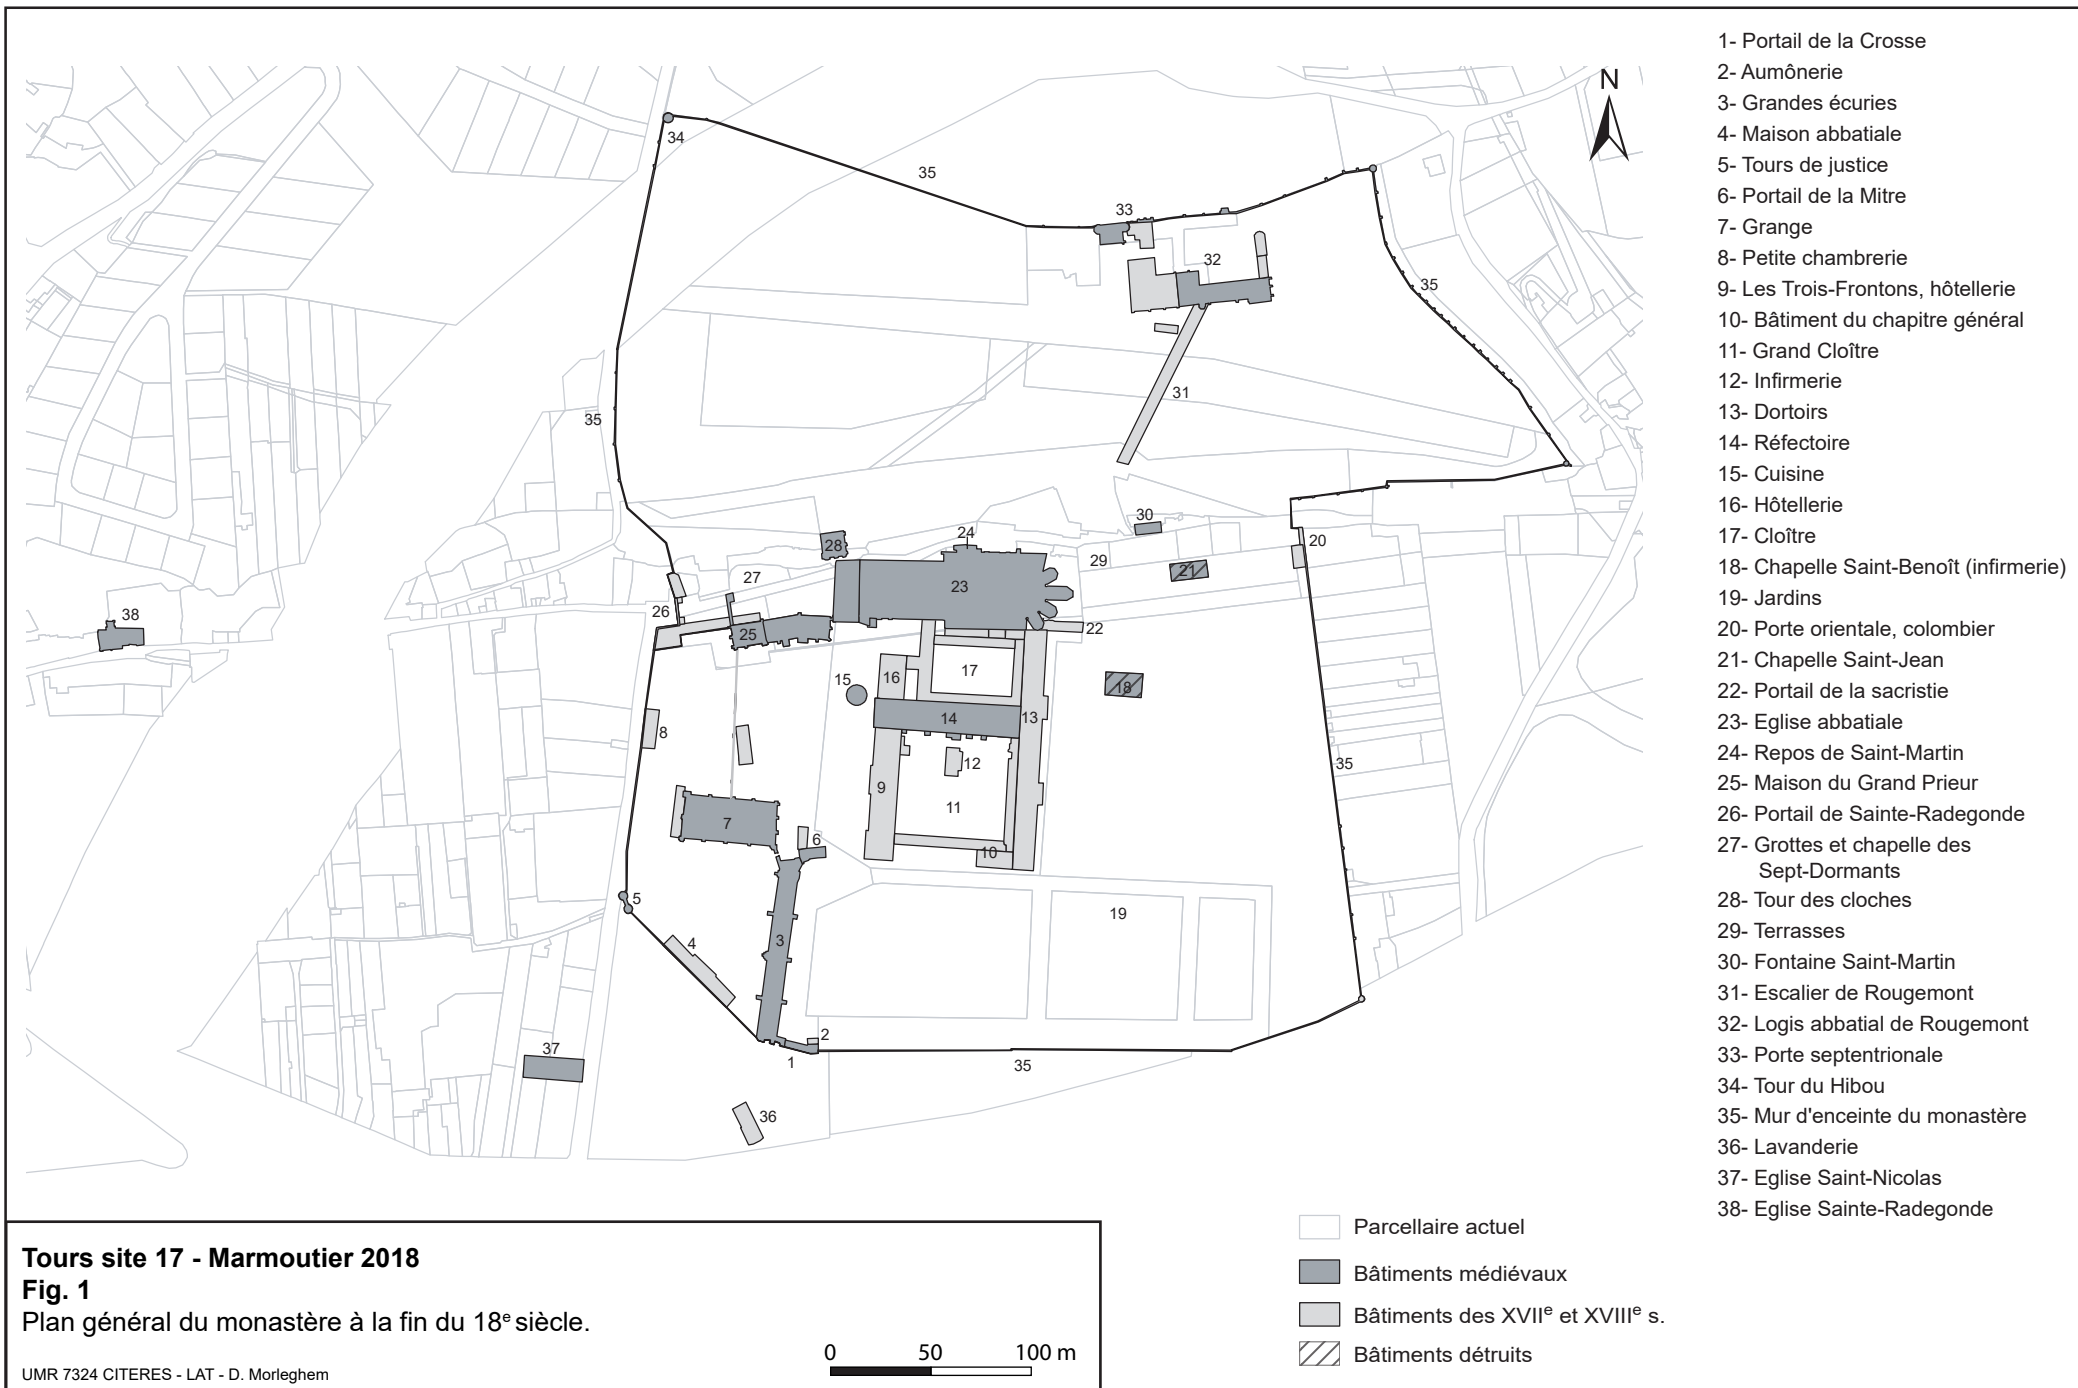 1- Portail de la Crosse
2- Aumônerie
3- Grandes écuries
4- Maison abbatiale
5- Tours de justice
6- Portail de la Mitre
7- Grange
8- Petite chambrerie
9- Les Trois-Frontons, hôtellerie
10- Bâtiment du chapitre général
11- Grand Cloître
12- Infirmerie
13- Dortoirs
14- Réfectoire
15- Cuisine
16- Hôtellerie
17- Cloître
18- Chapelle Saint-Benoît (infirmerie)
19- Jardins
20- Porte orientale, colombier
21- Chapelle Saint-Jean
22- Portail de la sacristie
23- Eglise abbatiale
24- Repos de Saint-Martin
25- Maison du Grand Prieur
26- Portail de Sainte-Radegonde
27- Grottes et chapelle des
Sept-Dormants
28- Tour des cloches
29- Terrasses
30- Fontaine Saint-Martin
31- Escalier de Rougemont
32- Logis abbatial de Rougemont
33- Porte septentrionale
34- Tour du Hibou
35- Mur d'enceinte du monastère
36- Lavanderie
37- Eglise Saint-Nicolas
38- Eglise Sainte-Radegonde
N
34
35
33
32
35
31
35
30
24
20
28
29
21
27
23
26
38
25
22
17
16
15
18
14
13
8
12
35
9
11
7
6
10
5
19
3
4
2
1
35
37
36
Parcellaire actuel
Bâtiments médiévaux
Bâtiments des XVIIe et XVIIIe s.
Bâtiments détruits
Tours site 17 - Marmoutier 2018
Fig. 1
Plan général du monastère à la fin du 18e siècle.
UMR 7324 CITERES - LAT - D. Morleghem
0 50 100 m